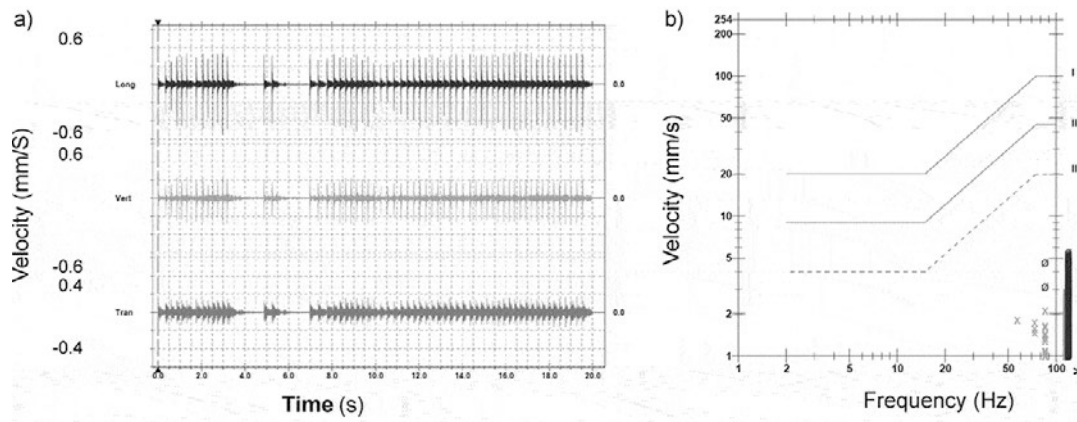 a)
Velocity (mm/S)
0.6
-0.6
0.6
-0.6
0.4
-0.4
Long
Vert
Tran
0.0
0.0
0.0
0.0 2.0 4.0 6.0 8.0 10.0 12.0 14.0 16.0 18.0 20.0
Time (s)
b)
Velocity (mm/s)
254
200
100
50
20
10
5
2
1
I
II
II
Ø
Ø
1 2 5 10 20 50 100 >
Frequency (Hz)